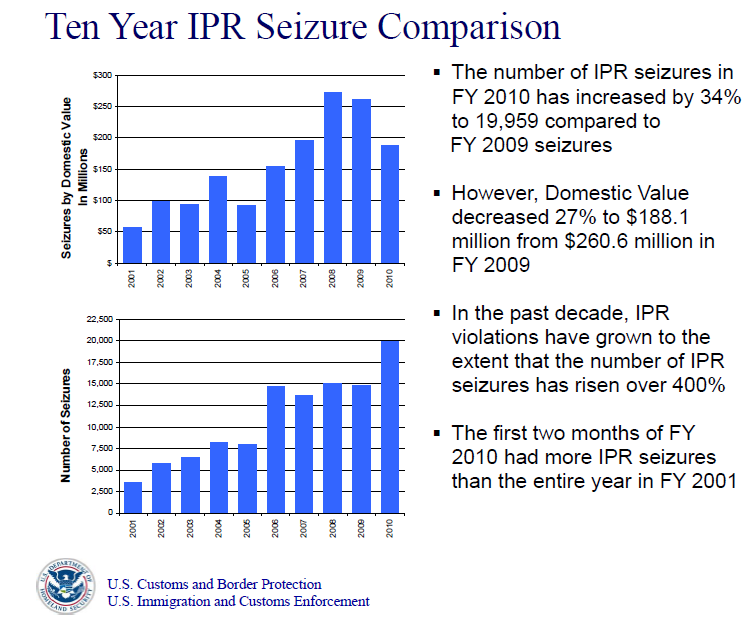 Ten Year IPR Seizure Comparison
Seizures by Domestic Value
In Millions
$300
$250
$200
$150
$100
$50
$
2001
2002
2003
2004
2005
2006
2007
2008
2009
2010
Number of Seizures
22,500
20,000
17,500
15,000
12,500
10,000
7,500
5,000
2,500
0
2001
2002
2003
2004
2005
2006
2007
2008
2009
2010
▪ The number of IPR seizures in
FY 2010 has increased by 34%
to 19,959 compared to
FY 2009 seizures
▪ However, Domestic Value
decreased 27% to $188.1
million from $260.6 million in
FY 2009
▪ In the past decade, IPR
violations have grown to the
extent that the number of IPR
seizures has risen over 400%
▪ The first two months of FY
2010 had more IPR seizures
than the entire year in FY 2001
U.S. DEPARTMENT OF
HOMELAND SECURITY
U.S. Customs and Border Protection
U.S. Immigration and Customs Enforcement